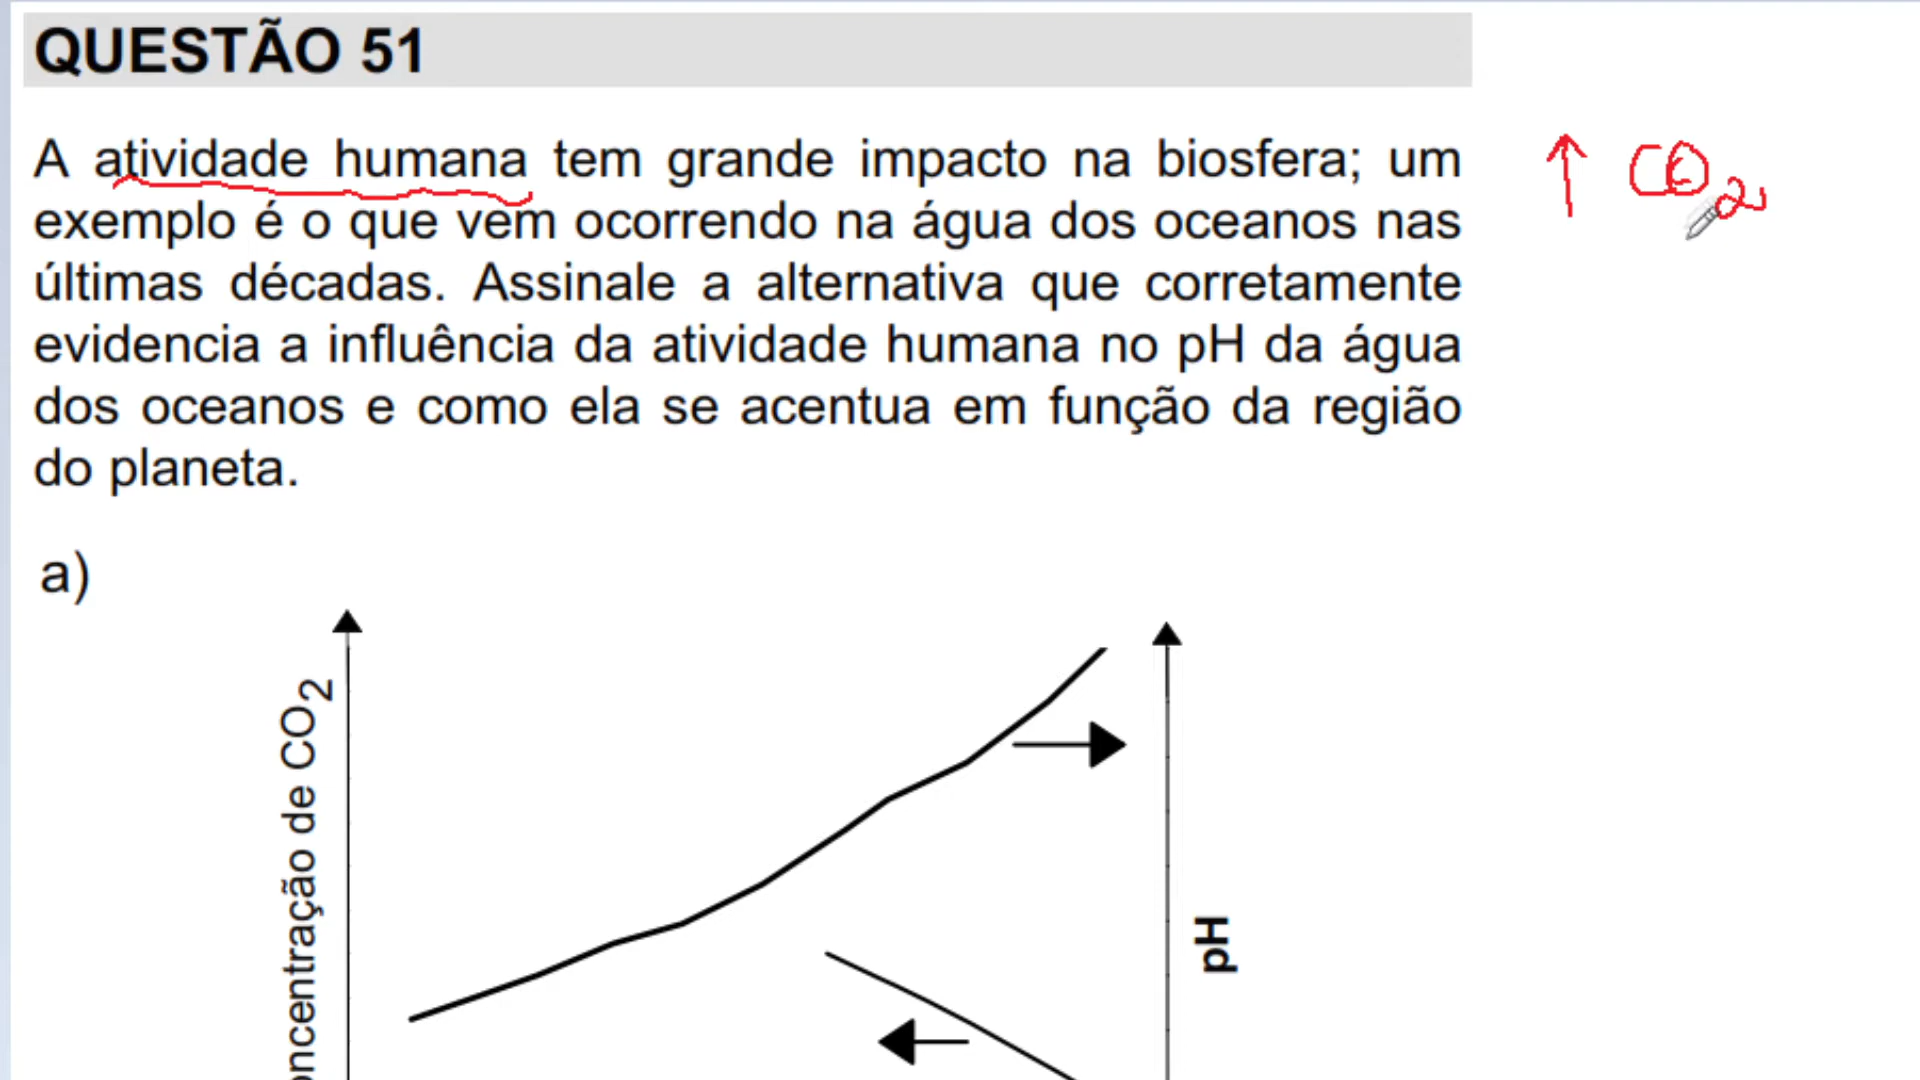 QUESTÃO 51
A atividade humana tem grande impacto na biosfera; um
exemplo é o que vem ocorrendo na água dos oceanos nas
últimas décadas. Assinale a alternativa que corretamente
evidencia a influência da atividade humana no pH da água
dos oceanos e como ela se acentua em função da região
do planeta.
↑ CO2
a)
oncentração de CO2
pH